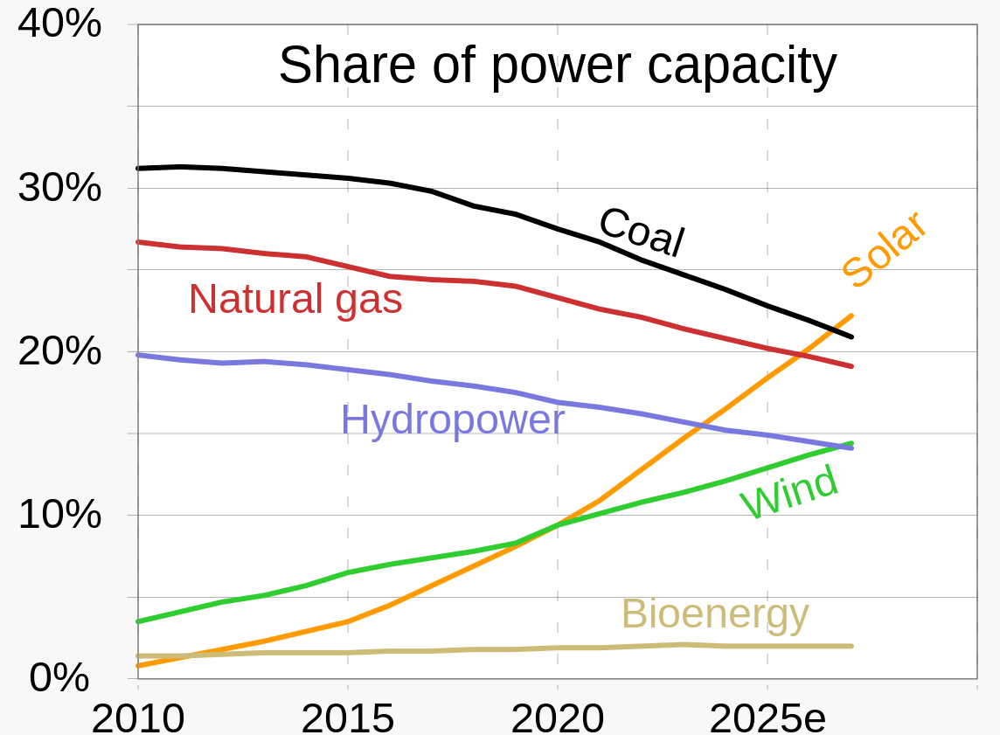 40%
Share of power capacity
30%
Coal
Solar
Natural gas
20%
Hydropower
Wind
10%
Bioenergy
0%
2010 2015 2020 2025e